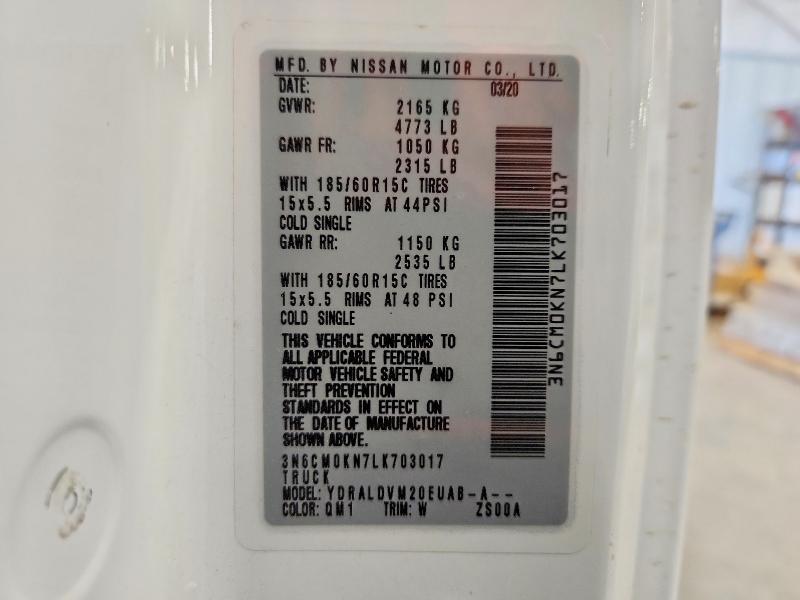 MFD. BY NISSAN MOTOR CO., LTD.
DATE: 03/20
GVWR: 2165 KG
4773 LB
GAWR FR: 1050 KG
2315 LB
WITH 185/60R15C TIRES
15x5.5 RIMS AT 44PSI
COLD SINGLE
GAWR RR: 1150 KG
2535 LB
WITH 185/60R15C TIRES
15x5.5 RIMS AT 48 PSI
COLD SINGLE
THIS VEHICLE CONFORMS TO
ALL APPLICABLE FEDERAL
MOTOR VEHICLE SAFETY AND
THEFT PREVENTION
STANDARDS IN EFFECT ON
THE DATE OF MANUFACTURE
SHOWN ABOVE.
3N6CM0KN7LK703017
TRUCK
MODEL: YDRALDVM20EUAB-A--
COLOR: QM1 TRIM: W ZS00A
3N6CM0KN7LK703017